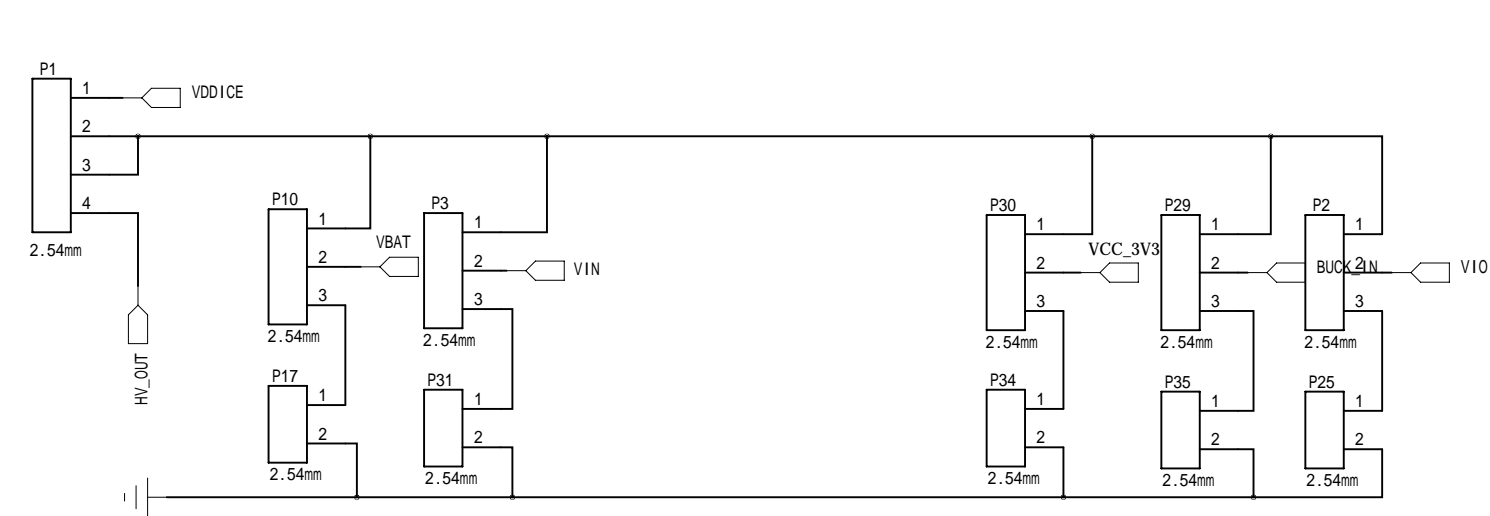 P1
1
VDDICE
2
3
4
2.54mm
HV_OUT
P10
1
VBAT
2
3
2.54mm
P17
1
2
2.54mm
P3
1
2
VIN
3
2.54mm
P31
1
2
2.54mm
P30
1
VCC_3V3
2
3
2.54mm
P34
1
2
2.54mm
P29
1
2
BUCK_IN
3
2.54mm
P35
1
2
2.54mm
P2
1
2
VIO
3
2.54mm
P25
1
2
2.54mm